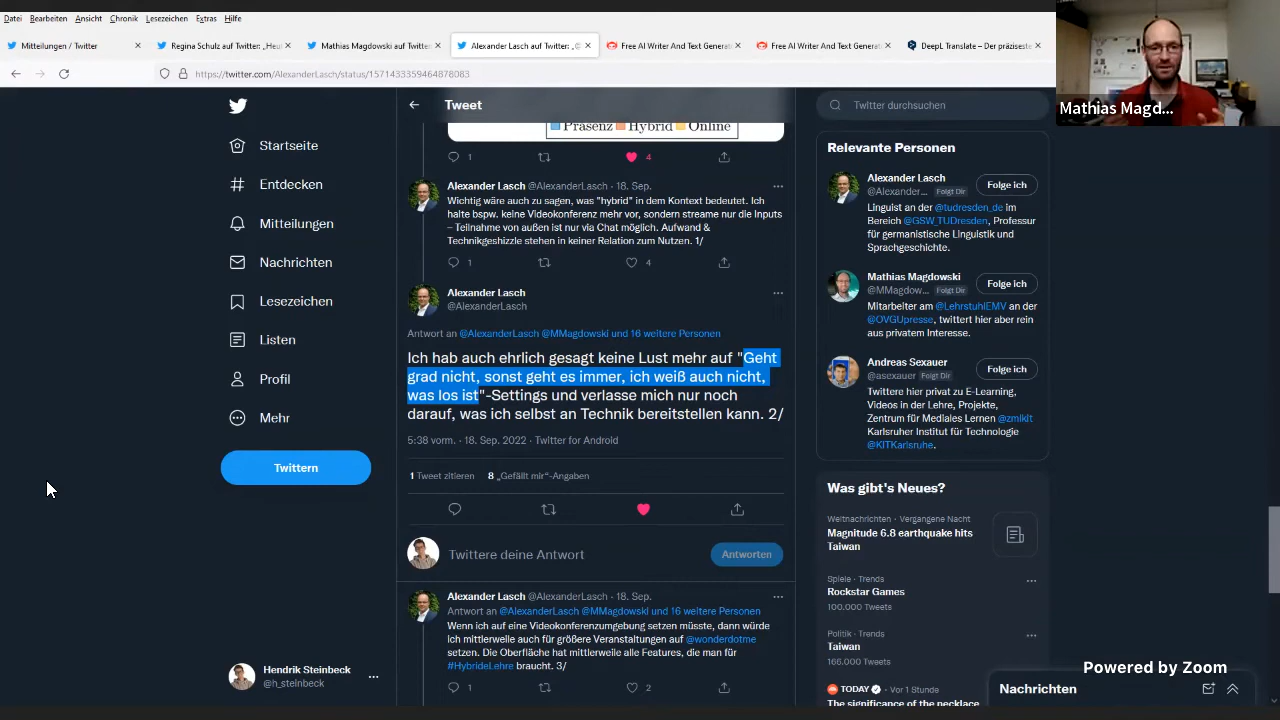 Datei Bearbeiten Ansicht Chronik Lesezeichen Extras Hilfe
Mitteilungen / Twitter
Regina Schulz auf Twitter: „Heu
Mathias Magdowski auf Twitter:
Alexander Lasch auf Twitter: „@
Free AI Writer And Text Generat
Free AI Writer And Text Generat
DeepL Translate – Der präziseste
https://twitter.com/AlexanderLasch/status/1571433359464878083
Mathias Magd...
Startseite
Entdecken
Mitteilungen
Nachrichten
Lesezeichen
Listen
Profil
Mehr
Twittern
Hendrik Steinbeck
@h_steinbeck
Tweet
Präsenz Hybrid Online
1 4
Alexander Lasch @AlexanderLasch · 18. Sep.
Wichtig wäre auch zu sagen, was "hybrid" in dem Kontext bedeutet. Ich
halte bspw. keine Videokonferenz mehr vor, sondern streame nur die Inputs
– Teilnahme von außen ist nur via Chat möglich. Aufwand &
Technikgeshizzle stehen in keiner Relation zum Nutzen. 1/
1 4
Alexander Lasch
@AlexanderLasch
Antwort an @AlexanderLasch @MMagdowski und 16 weitere Personen
Ich hab auch ehrlich gesagt keine Lust mehr auf "Geht
grad nicht, sonst geht es immer, ich weiß auch nicht,
was los ist"-Settings und verlasse mich nur noch
darauf, was ich selbst an Technik bereitstellen kann. 2/
5:38 vorm. · 18. Sep. 2022 · Twitter for Android
1 Tweet zitieren 8 „Gefällt mir“-Angaben
Twittere deine Antwort
Antworten
Alexander Lasch @AlexanderLasch · 18. Sep.
Antwort an @AlexanderLasch @MMagdowski und 16 weitere Personen
Wenn ich auf eine Videokonferenzumgebung setzen müsste, dann würde
ich mittlerweile auch für größere Veranstaltungen auf @wonderdotme
setzen. Die Oberfläche hat mittlerweile alle Features, die man für
#HybrideLehre braucht. 3/
1 2
Twitter durchsuchen
Relevante Personen
Alexander Lasch
@Alexander... Folgt Dir
Folge ich
Linguist an der @tudresden_de im
Bereich @GSW_TUDresden, Professur
für germanistische Linguistik und
Sprachgeschichte.
Mathias Magdowski
@MMagdow... Folgt Dir
Folge ich
Mitarbeiter am @LehrstuhlEMV an der
@OVGUpresse, twittert hier aber rein
aus privatem Interesse.
Andreas Sexauer
@asexauer Folgt Dir
Folge ich
Twittere hier privat zu E-Learning,
Videos in der Lehre, Projekte,
Zentrum für Mediales Lernen @zmlkit
Karlsruher Institut für Technologie
@KITKarlsruhe.
Was gibt's Neues?
Weltnachrichten · Vergangene Nacht
Magnitude 6.8 earthquake hits
Taiwan
Spiele · Trends
Rockstar Games
100.000 Tweets
Politik · Trends
Taiwan
166.000 Tweets
TODAY · Vor 1 Stunde
The significance of the necklace
Nachrichten
Powered by Zoom